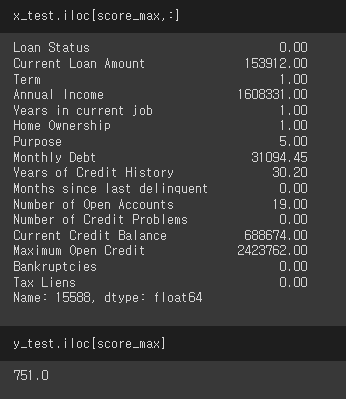 x_test.iloc[score_max,:]
Loan Status 0.00
Current Loan Amount 153912.00
Term 1.00
Annual Income 1608331.00
Years in current job 1.00
Home Ownership 1.00
Purpose 5.00
Monthly Debt 31094.45
Years of Credit History 30.20
Months since last delinquent 0.00
Number of Open Accounts 19.00
Number of Credit Problems 0.00
Current Credit Balance 688674.00
Maximum Open Credit 2423762.00
Bankruptcies 0.00
Tax Liens 0.00
Name: 15588, dtype: float64
y_test.iloc[score_max]
751.0